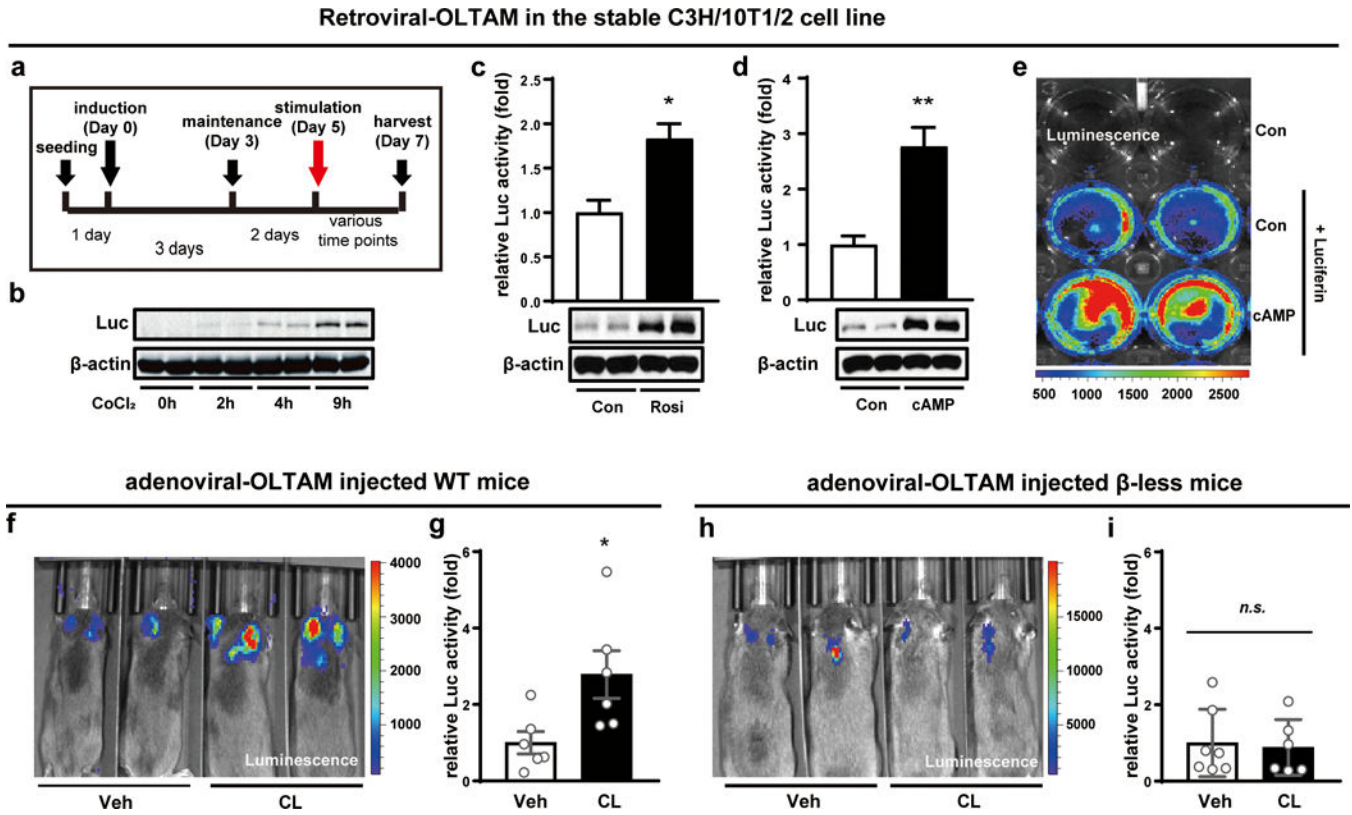 Retroviral-OLTAM in the stable C3H/10T1/2 cell line
a
induction
(Day 0)
stimulation
(Day 5)
maintenance
(Day 3)
harvest
(Day 7)
seeding
1 day
3 days
2 days
various
time points
b
Luc
β-actin
CoCl₂ 0h 2h 4h 9h
c
relative Luc activity (fold)
2.5
2.0
1.5
1.0
0.5
0.0
*
Luc
β-actin
Con Rosi
d
relative Luc activity (fold)
4
3
2
1
0
**
Luc
β-actin
Con cAMP
e
Luminescence
Con
Con
cAMP
+ Luciferin
500 1000 1500 2000 2500
adenoviral-OLTAM injected WT mice
f
4000
3000
2000
1000
Luminescence
Veh CL
g
relative Luc activity (fold)
6
4
2
0
*
Veh CL
adenoviral-OLTAM injected β-less mice
h
15000
10000
5000
Luminescence
Veh CL
i
relative Luc activity (fold)
6
4
2
0
n.s.
Veh CL